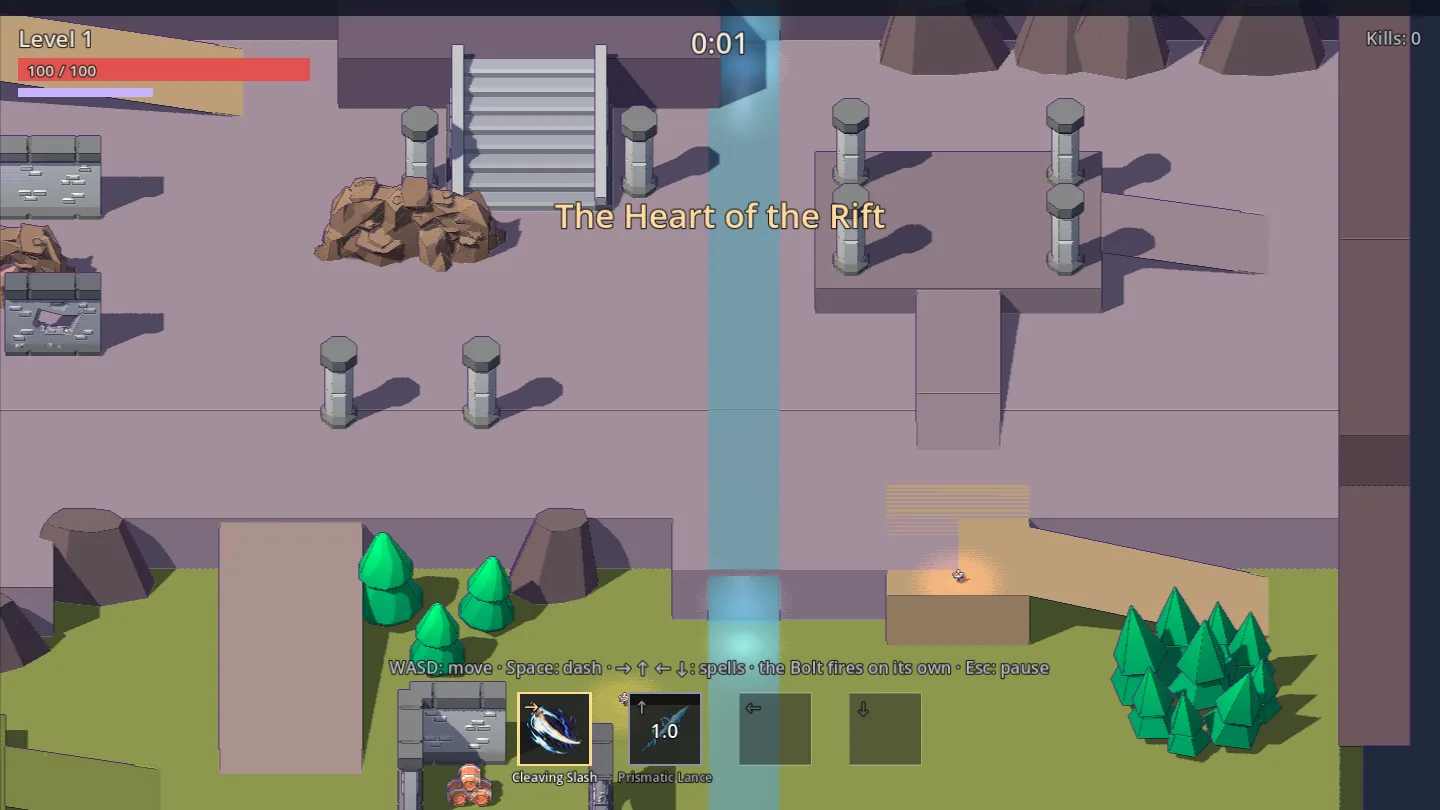 Level 1
0:01
Kills: 0
100 / 100
The Heart of the Rift
WASD: move · Space: dash · → ↑ ← ↓: spells · the Bolt fires on its own · Esc: pause
→ ↑ ← ↓
1.0
Cleaving Slash
Prismatic Lance